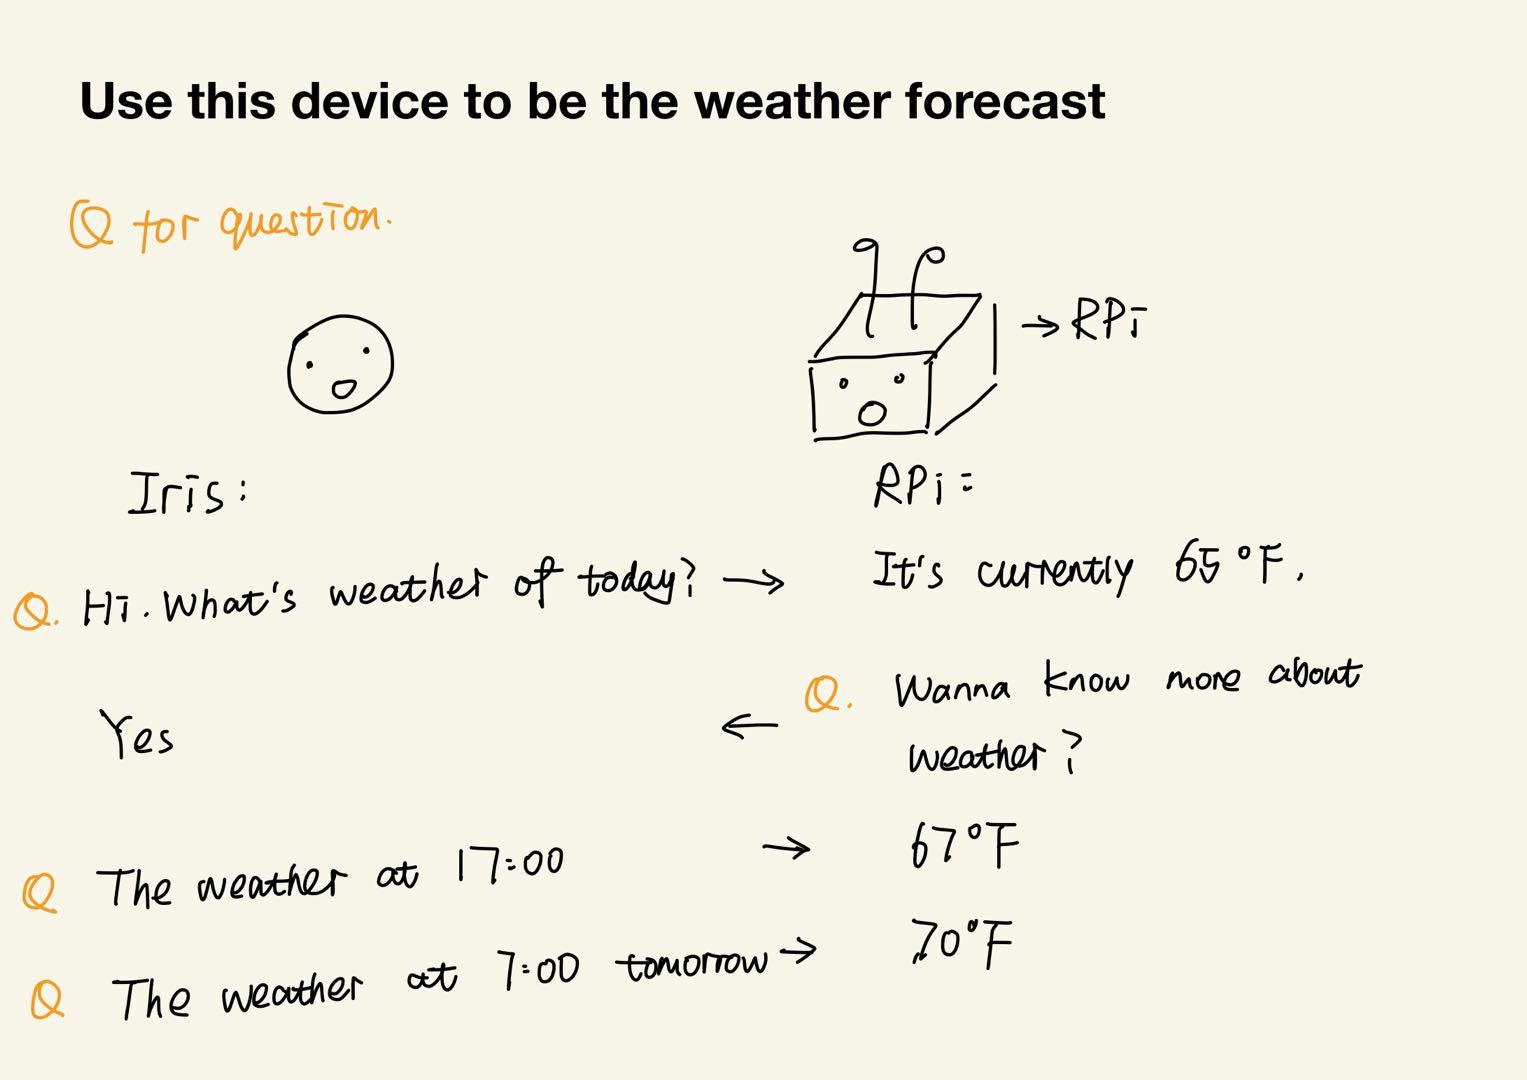 Use this device to be the weather forecast
Q for question.
→ RPi
Iris:
RPi:
Q. Hi. What's weather of today? →
It's currently 65°F.
Q. Wanna know more about
weather?
Yes ←
Q The weather at 17:00 → 67°F
Q The weather at 7:00 tomorrow → 70°F